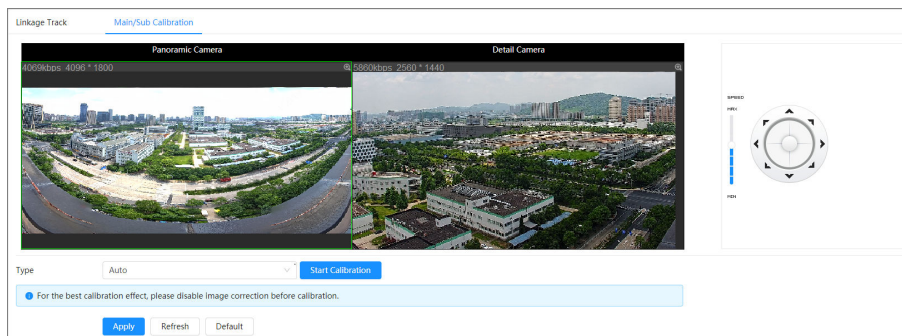 Linkage Track
Main/Sub Calibration
Panoramic Camera
Detail Camera
4069kbps 4096 * 1800
5860kbps 2560 * 1440
SPEED
MAX
MIN
Type
Auto
Start Calibration
For the best calibration effect, please disable image correction before calibration.
Apply
Refresh
Default